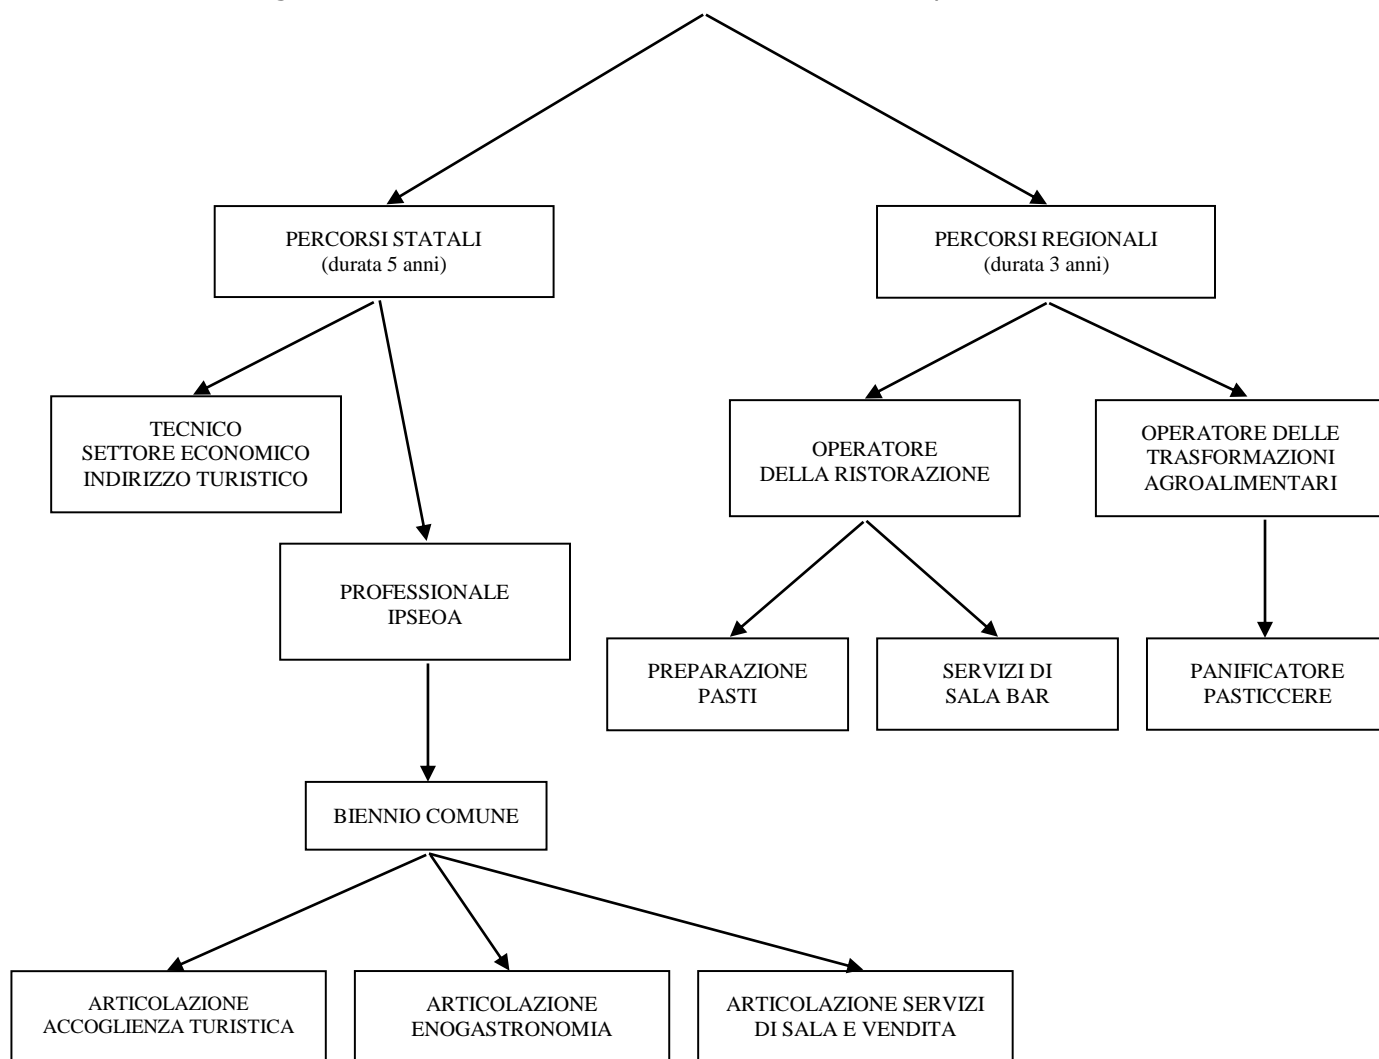 PERCORSI STATALI
(durata 5 anni)
PERCORSI REGIONALI
(durata 3 anni)
TECNICO
SETTORE ECONOMICO
INDIRIZZO TURISTICO
OPERATORE
DELLA RISTORAZIONE
OPERATORE DELLE
TRASFORMAZIONI
AGROALIMENTARI
PROFESSIONALE
IPSEOA
PREPARAZIONE
PASTI
SERVIZI DI
SALA BAR
PANIFICATORE
PASTICCERE
BIENNIO COMUNE
ARTICOLAZIONE
ACCOGLIENZA TURISTICA
ARTICOLAZIONE
ENOGASTRONOMIA
ARTICOLAZIONE SERVIZI
DI SALA E VENDITA